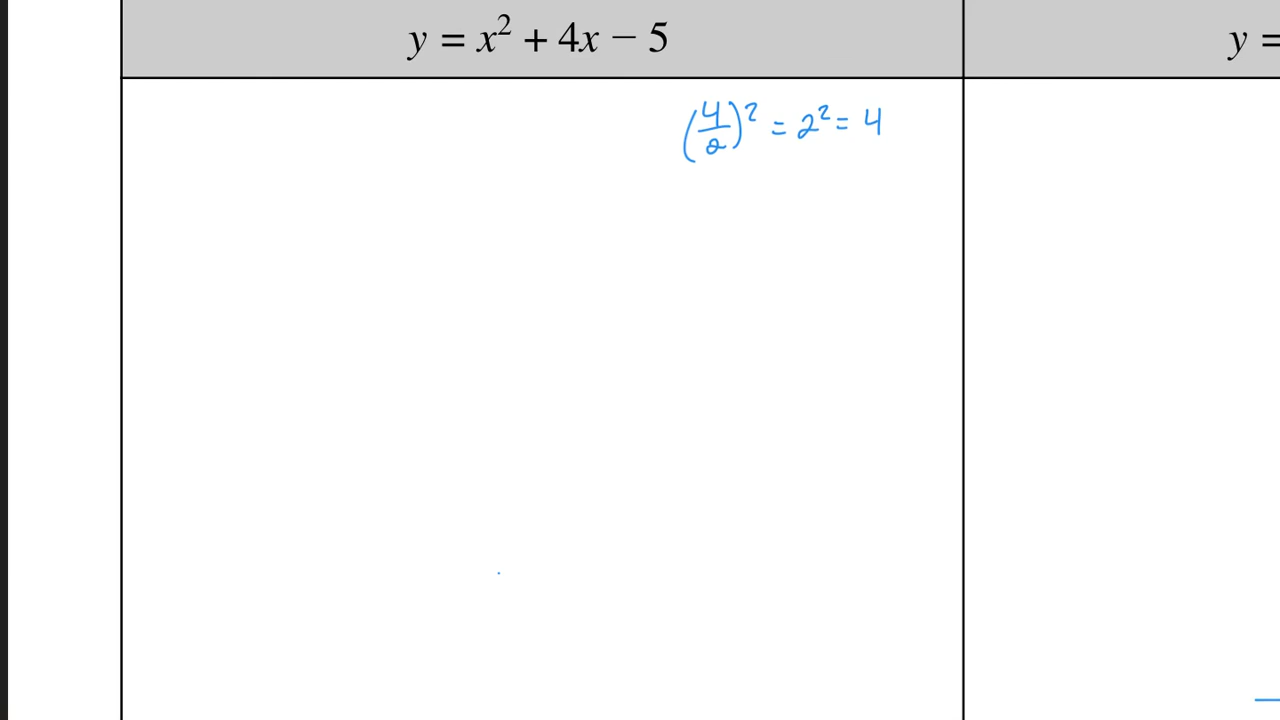 y = x² + 4x − 5
y =
(4/2)² = 2² = 4